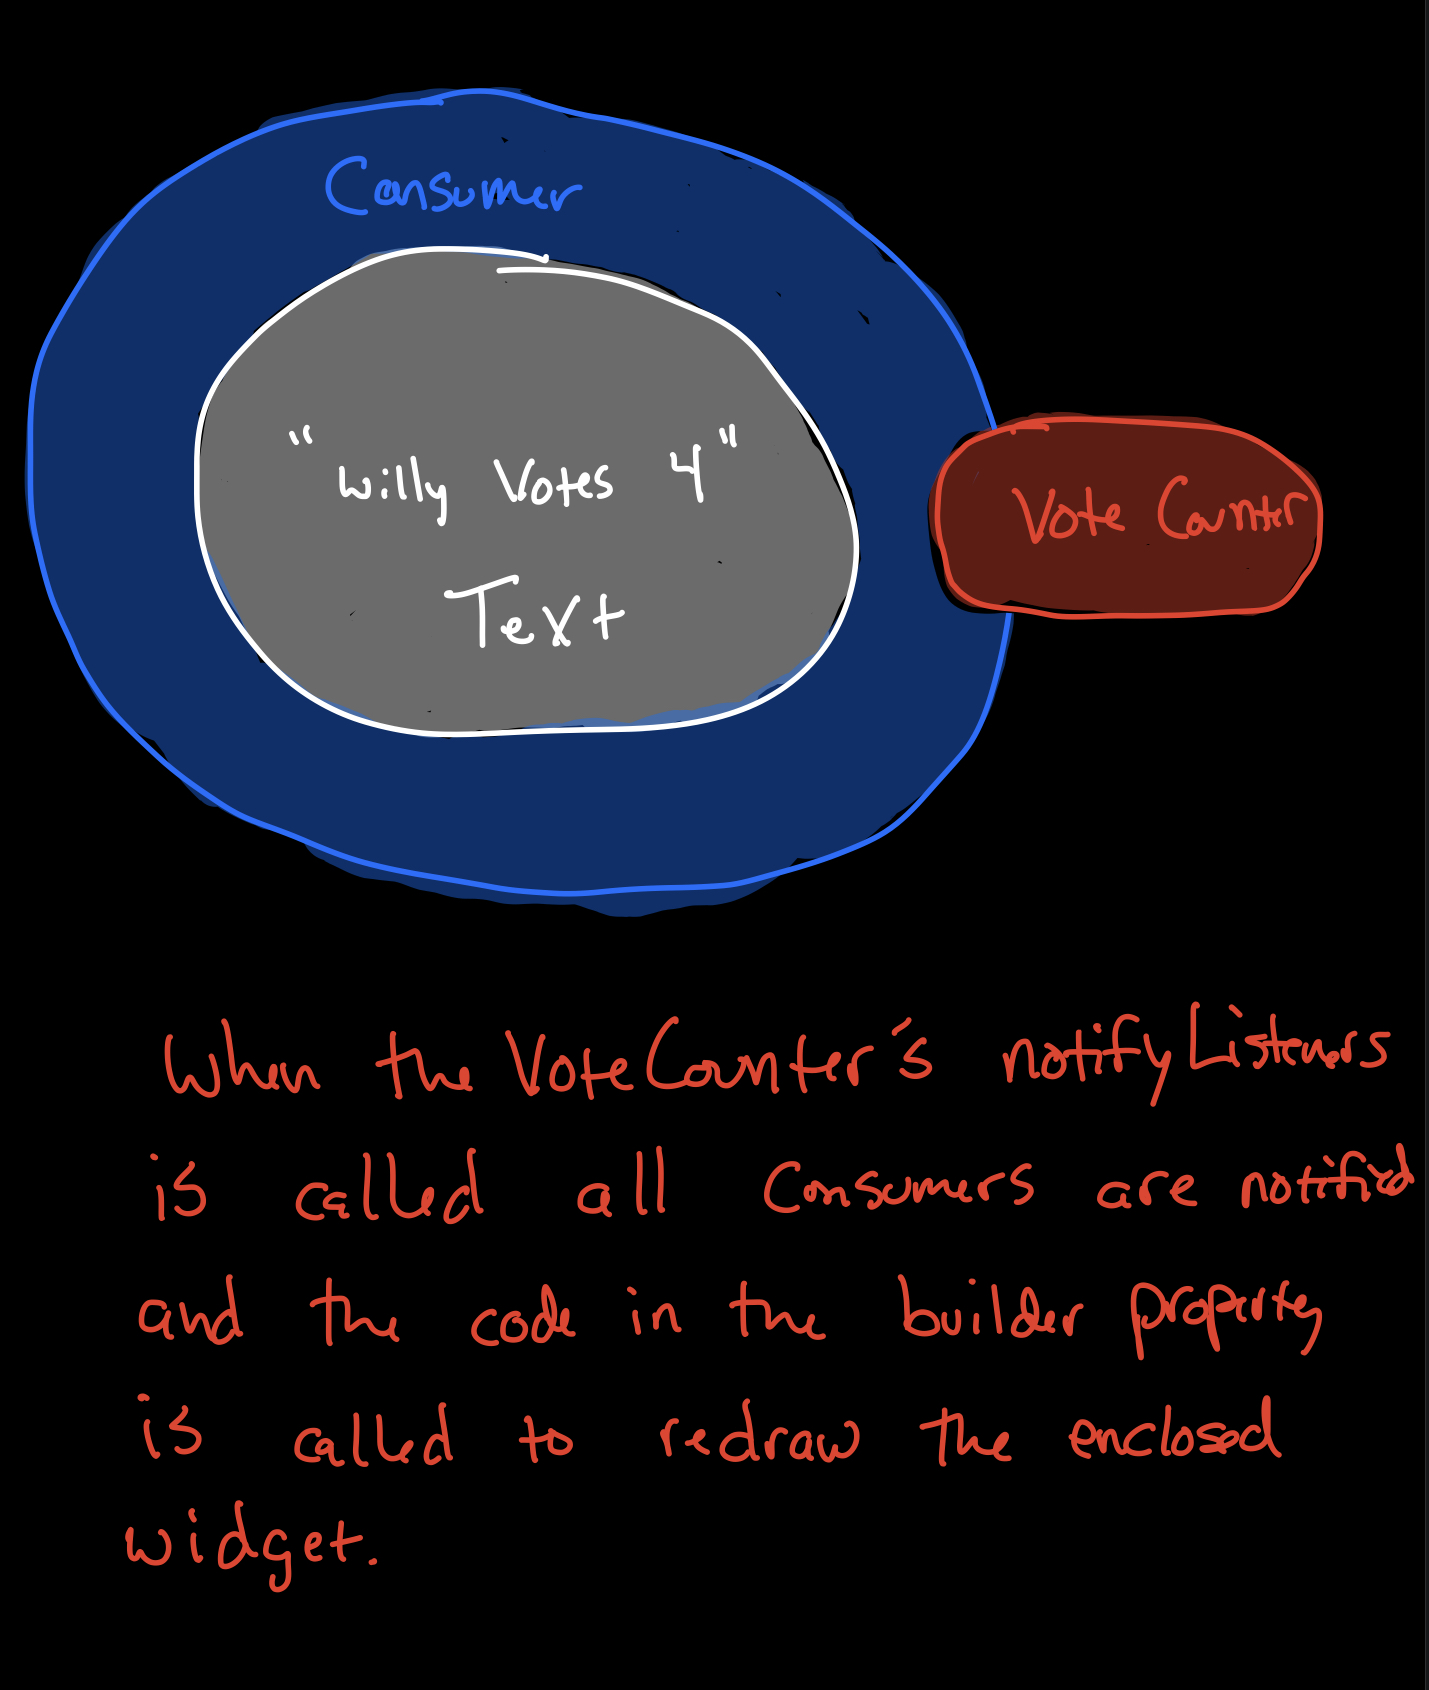 Consumer
"Willy Votes 4"
Text
Vote Counter
When the VoteCounter's notifyListeners
is called all Consumers are notified
and the code in the builder property
is called to redraw the enclosed
widget.